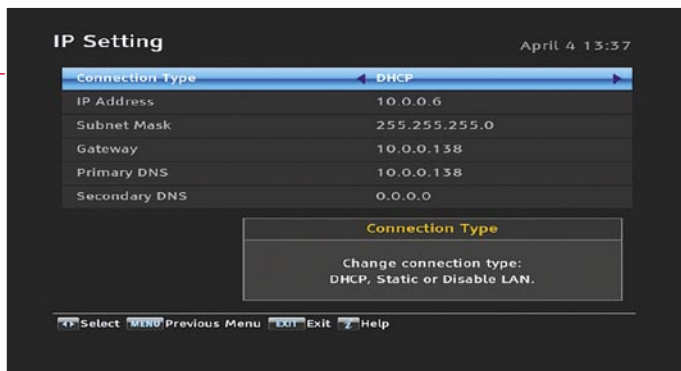 IP Setting April 4 13:37
Connection Type DHCP
IP Address 10.0.0.6
Subnet Mask 255.255.255.0
Gateway 10.0.0.138
Primary DNS 10.0.0.138
Secondary DNS 0.0.0.0
Connection Type
Change connection type:
DHCP, Static or Disable LAN.
Select MENU Previous Menu EXIT Exit i Help